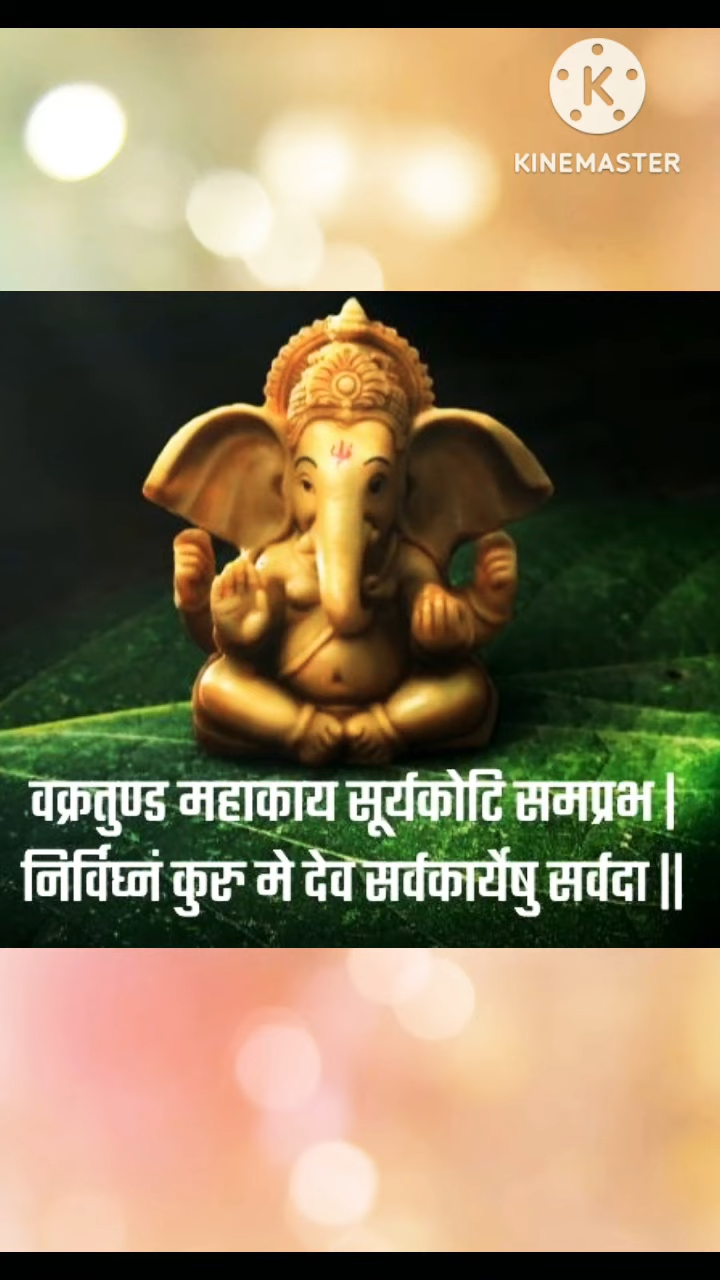 KINEMASTER
वक्रतुण्ड महाकाय सूर्यकोटि समप्रभ |
निर्विघ्नं कुरु मे देव सर्वकार्येषु सर्वदा ||